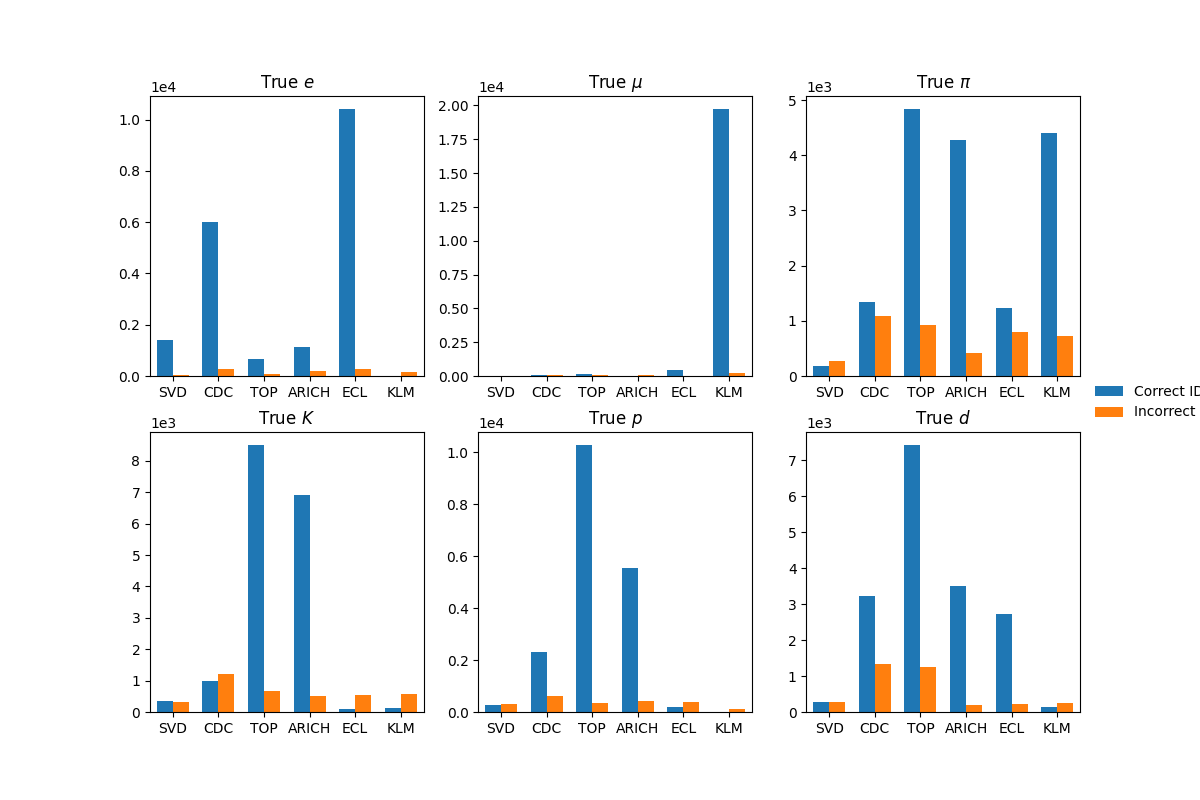 True e
1e4
1.0
0.8
0.6
0.4
0.2
0.0
SVD CDC TOP ARICH ECL KLM
True μ
1e4
2.00
1.75
1.50
1.25
1.00
0.75
0.50
0.25
0.00
SVD CDC TOP ARICH ECL KLM
True π
1e3
5
4
3
2
1
0
SVD CDC TOP ARICH ECL KLM
Correct ID
Incorrect
True K
1e3
8
7
6
5
4
3
2
1
0
SVD CDC TOP ARICH ECL KLM
True p
1e4
1.0
0.8
0.6
0.4
0.2
0.0
SVD CDC TOP ARICH ECL KLM
True d
1e3
7
6
5
4
3
2
1
0
SVD CDC TOP ARICH ECL KLM